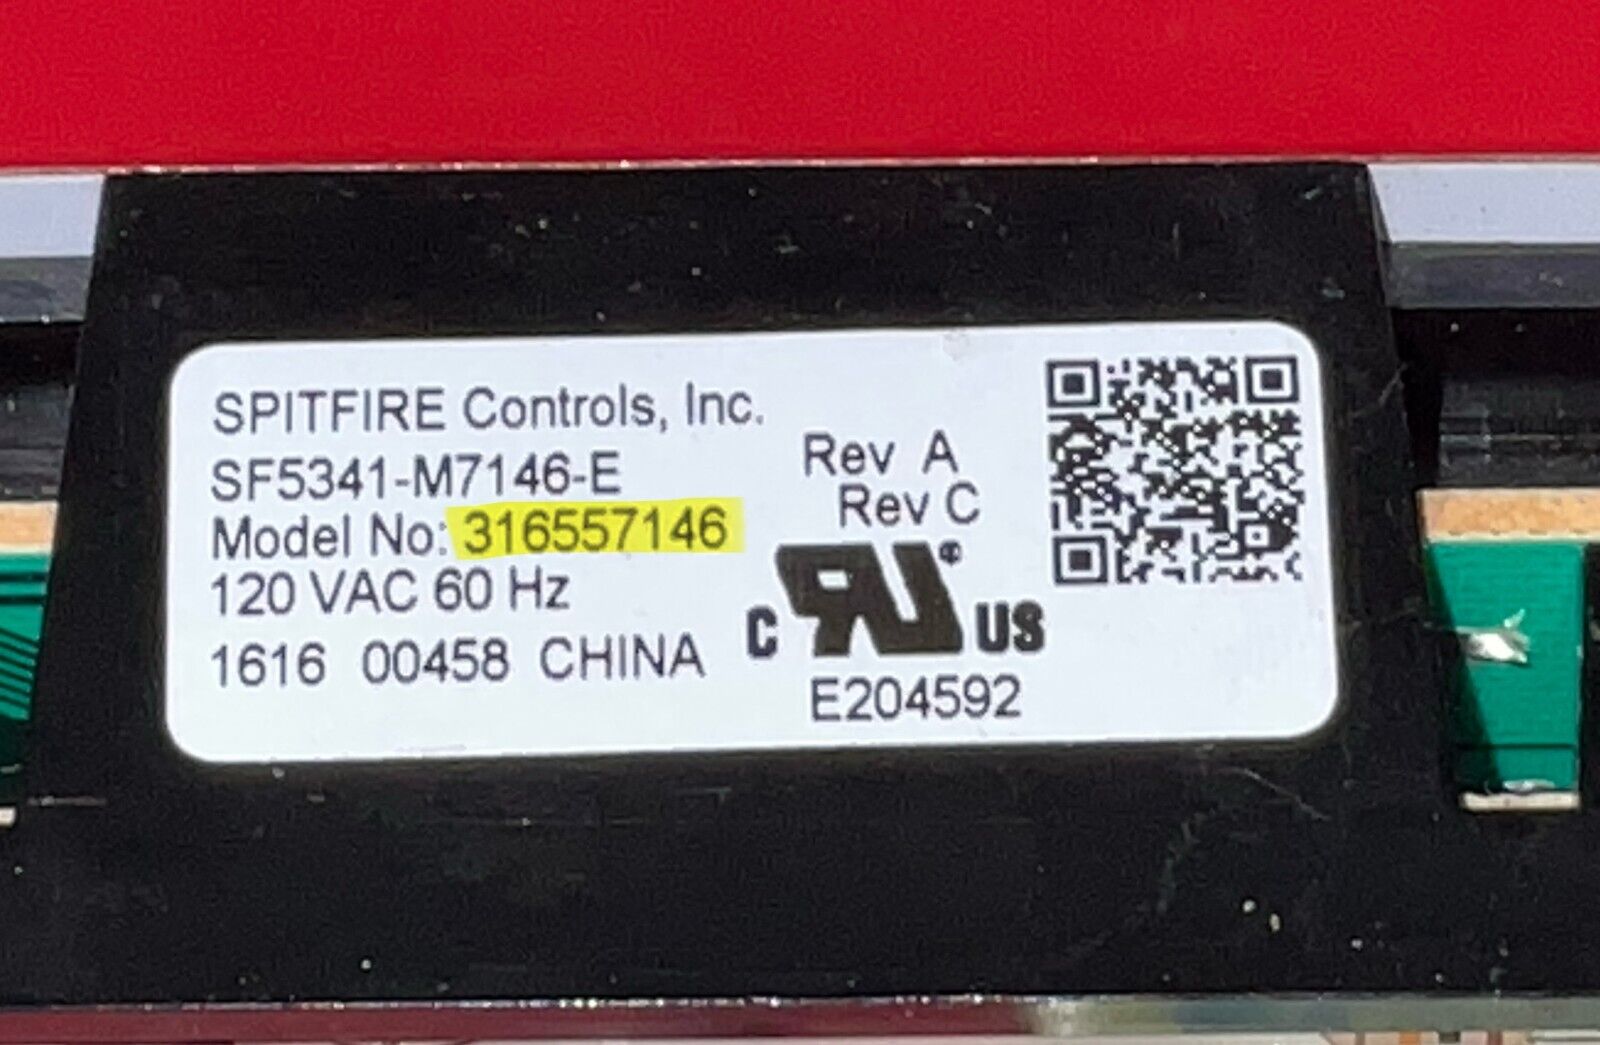 SPITFIRE Controls, Inc.
SF5341-M7146-E
Rev A
Model No: 316557146
Rev C
120 VAC 60 Hz
C RU ® US
1616 00458 CHINA
E204592